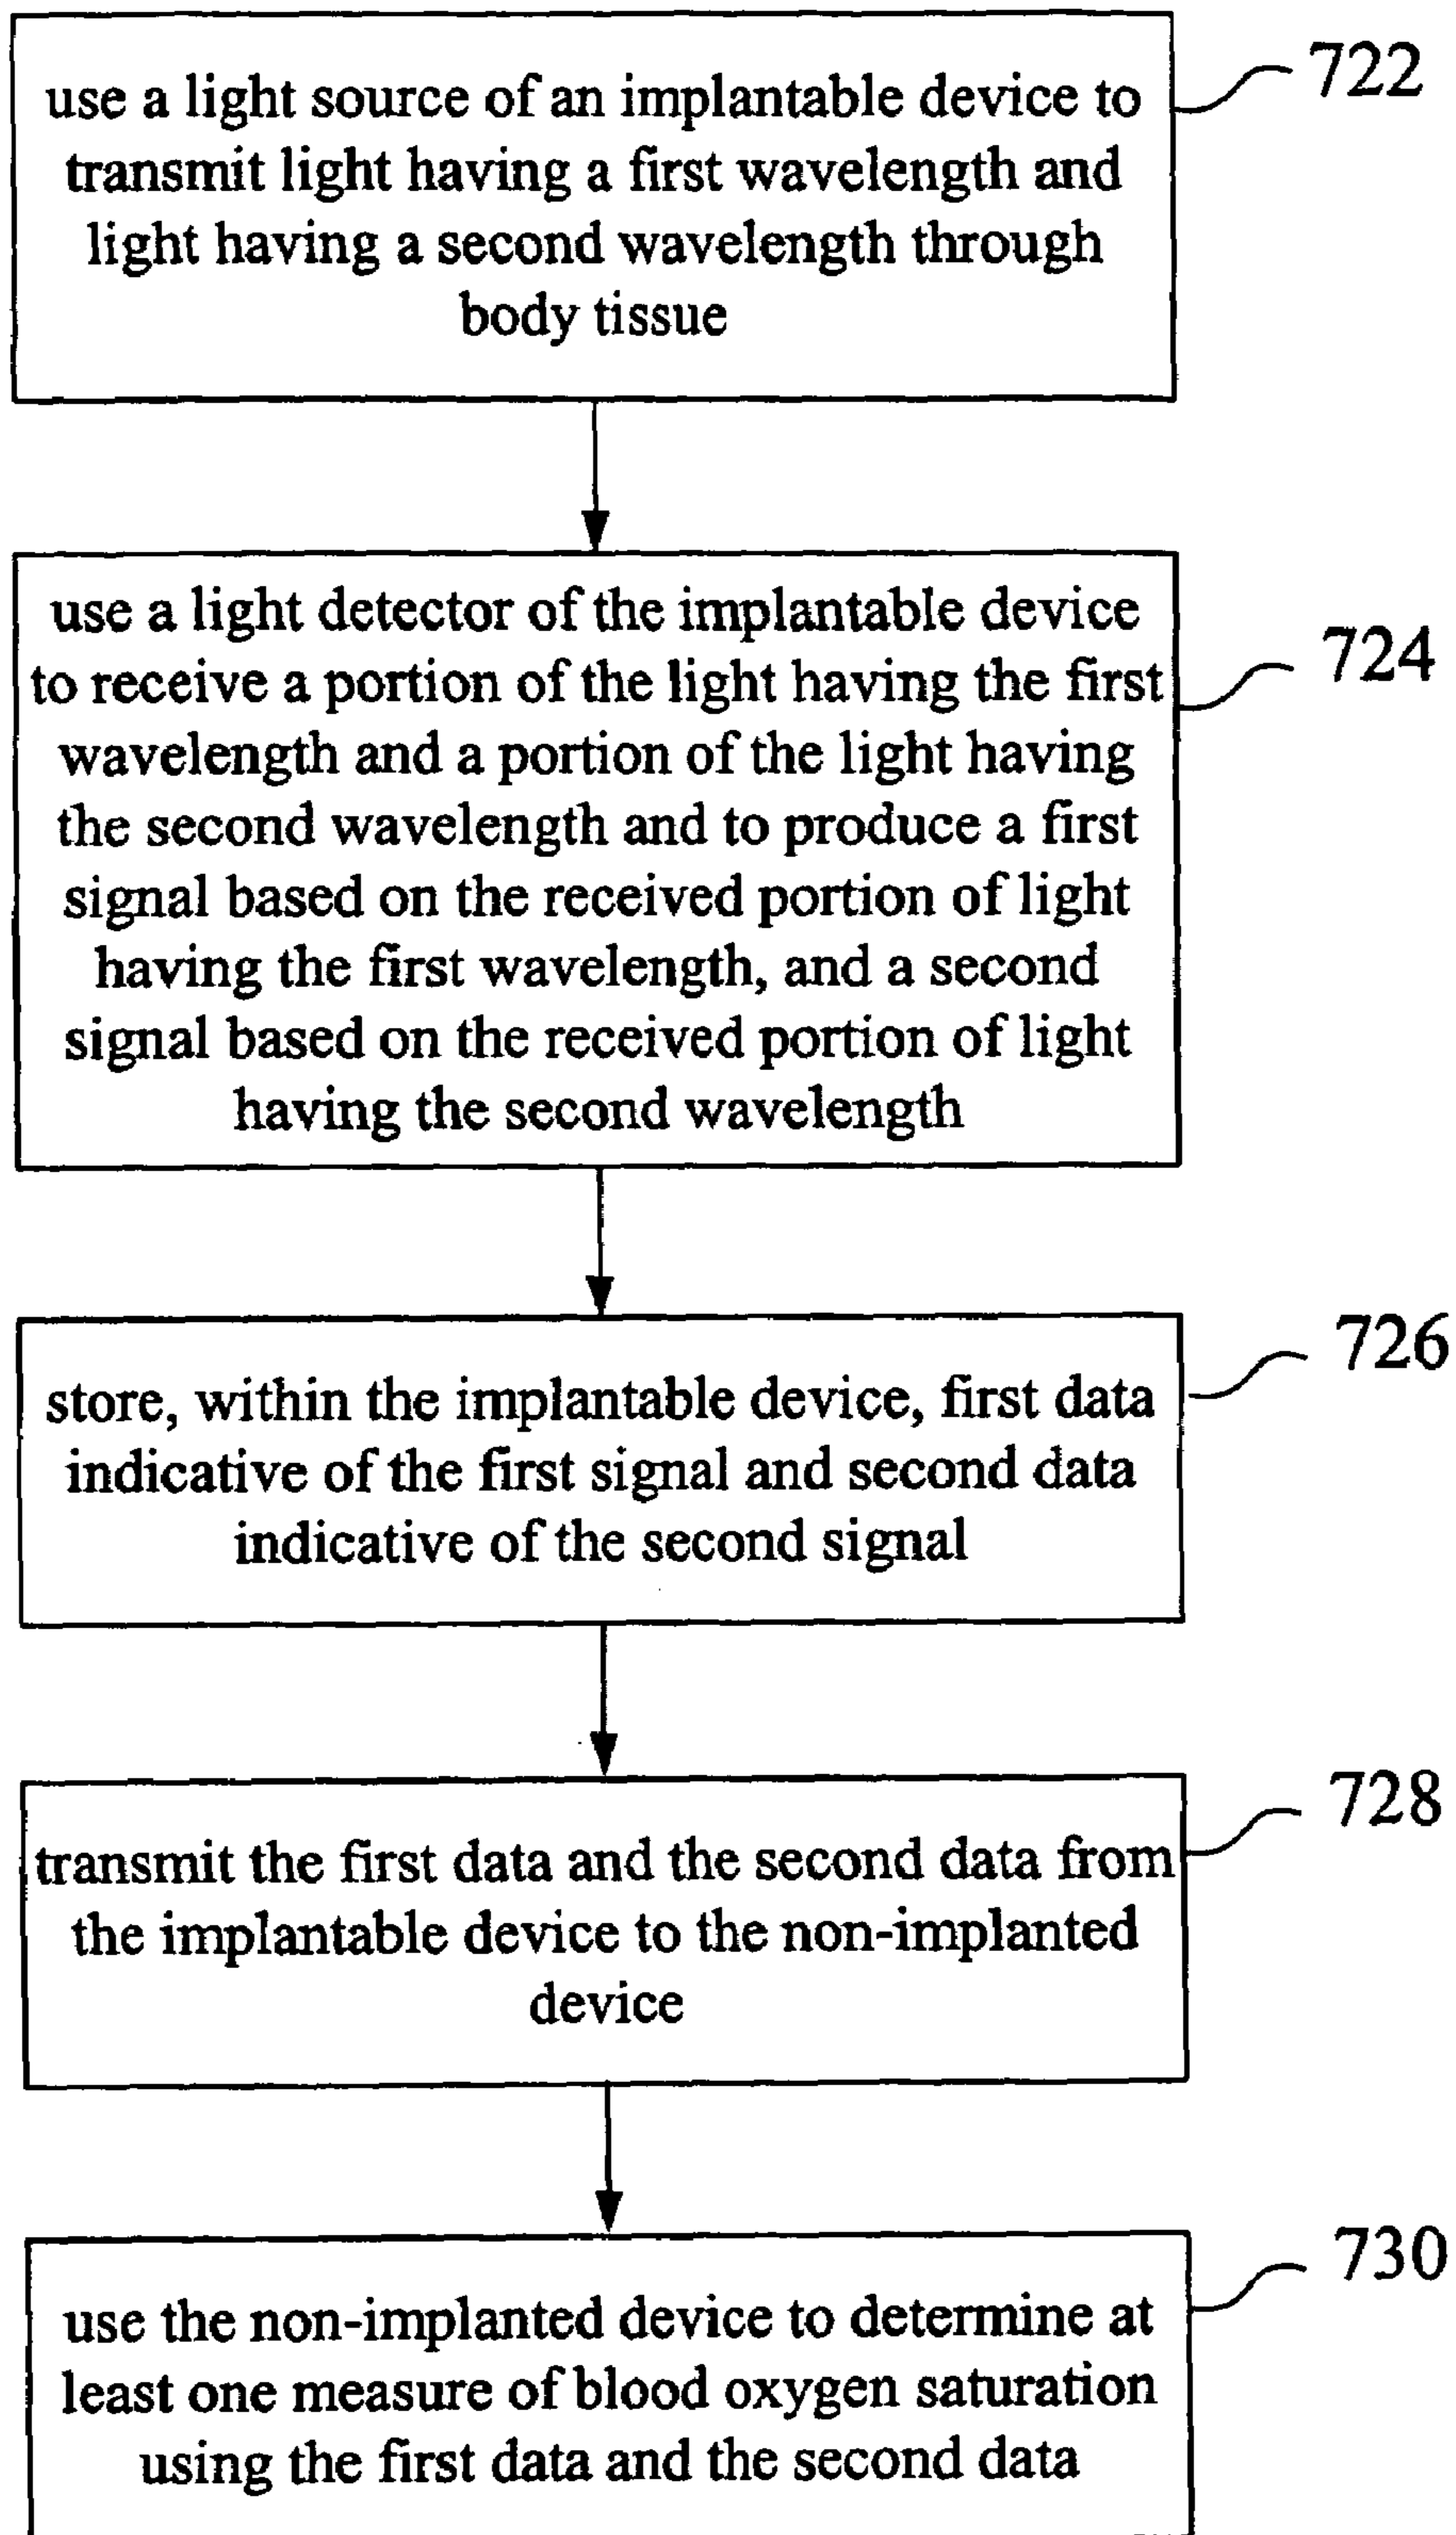 use a light source of an implantable device to
transmit light having a first wavelength and
light having a second wavelength through
body tissue
722
use a light detector of the implantable device
to receive a portion of the light having the first
wavelength and a portion of the light having
the second wavelength and to produce a first
signal based on the received portion of light
having the first wavelength, and a second
signal based on the received portion of light
having the second wavelength
724
store, within the implantable device, first data
indicative of the first signal and second data
indicative of the second signal
726
transmit the first data and the second data from
the implantable device to the non-implanted
device
728
use the non-implanted device to determine at
least one measure of blood oxygen saturation
using the first data and the second data
730